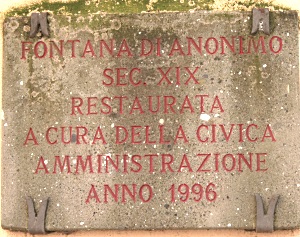 FONTANA DI ANONIMO
SEC. XIX
RESTAURATA
A CURA DELLA CIVICA
AMMINISTRAZIONE
ANNO 1996